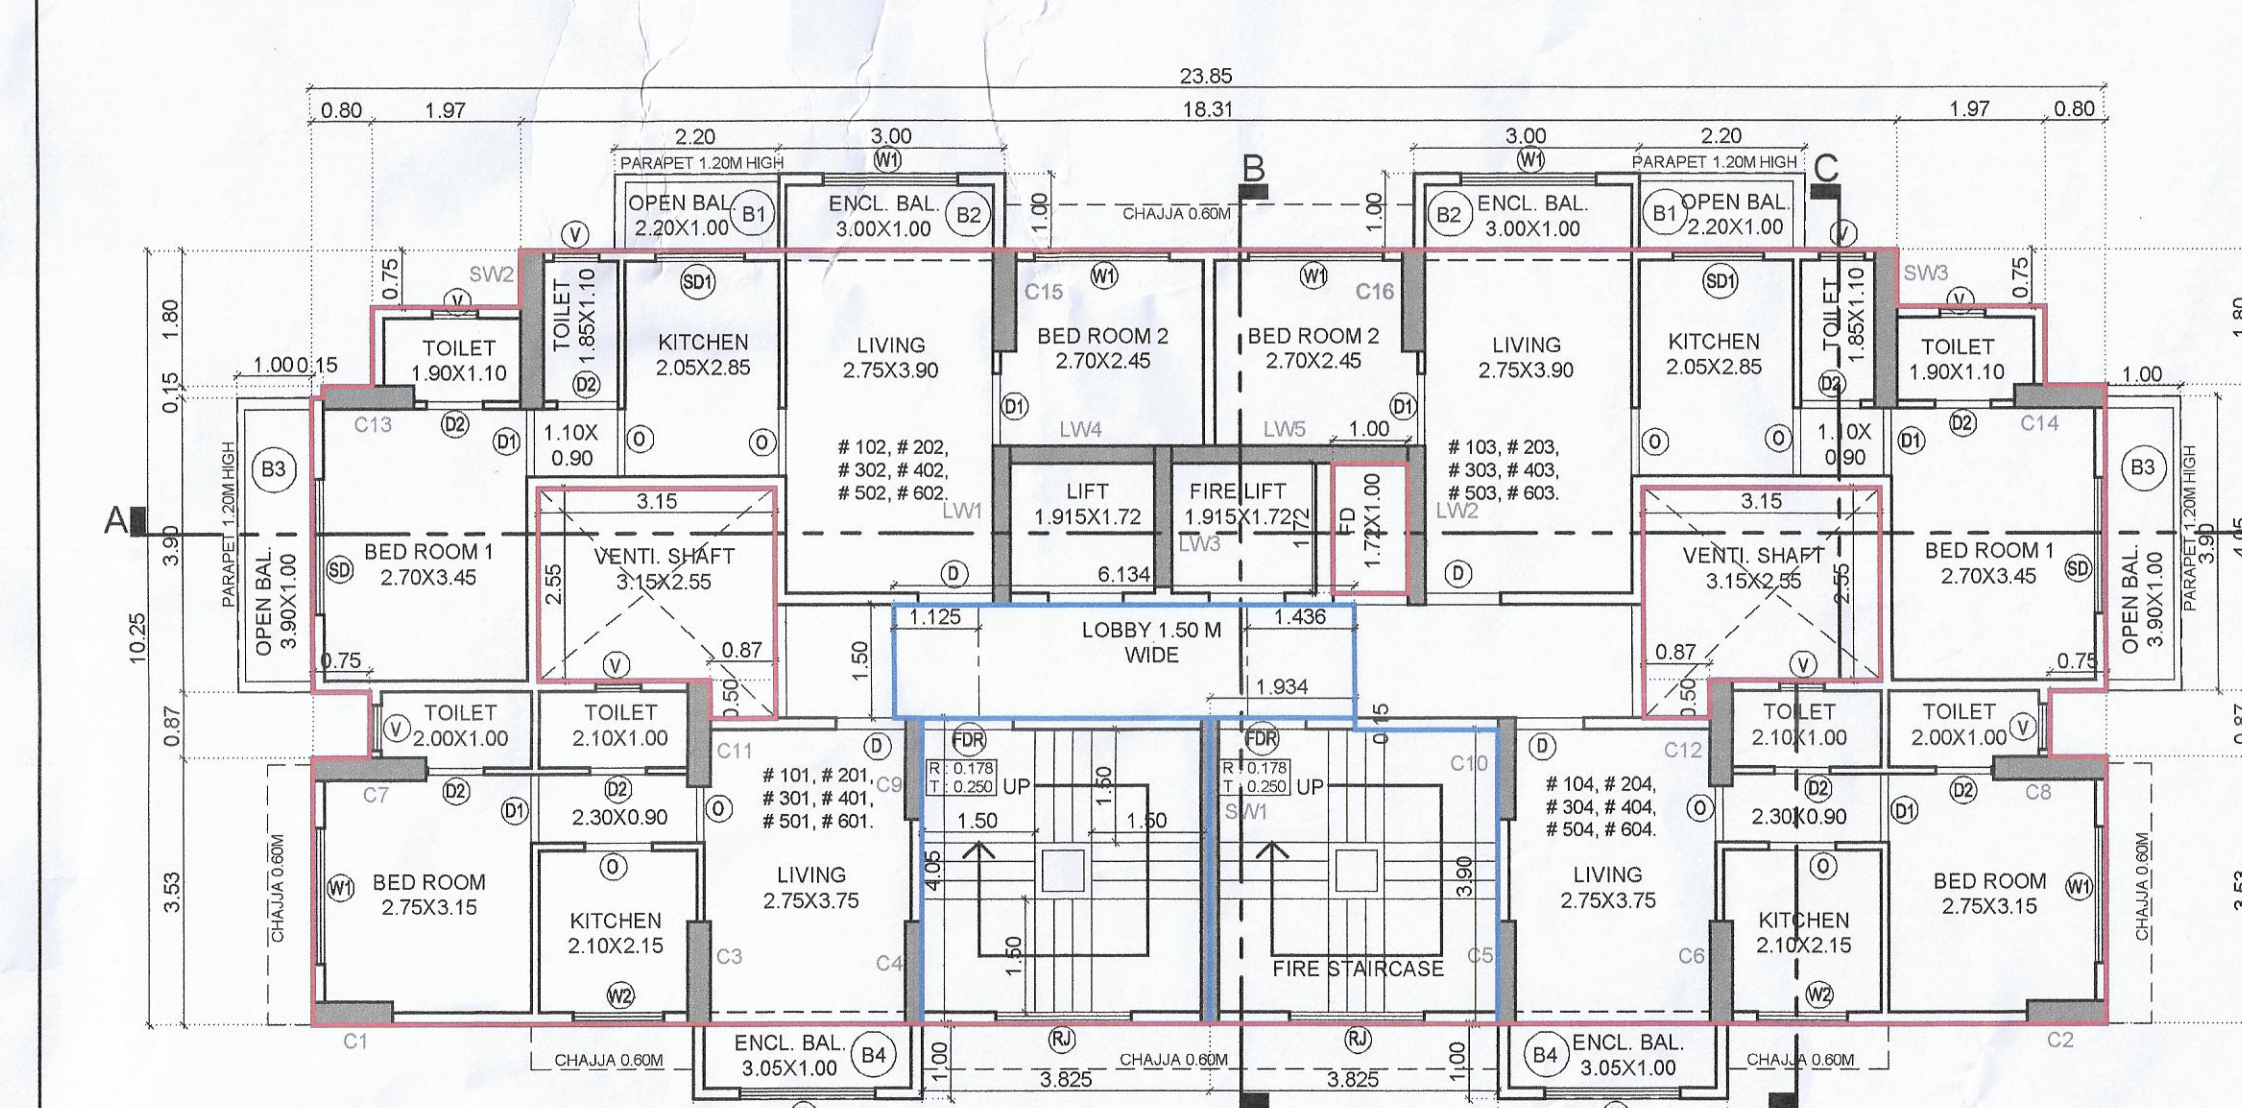 23.85
0.80 1.97 18.31 1.97 0.80
2.20 3.00 3.00 2.20
PARAPET 1.20M HIGH W1 W1 PARAPET 1.20M HIGH
B C
OPEN BAL.
2.20X1.00
B1
ENCL. BAL.
3.00X1.00
B2
1.00
CHAJJA 0.60M
1.00
B2
ENCL. BAL.
3.00X1.00
B1
OPEN BAL.
2.20X1.00
V V
0.75 SW2 SW3 0.75
V V
1.80 1.80
TOILET
1.90X1.10
TOILET
1.85X1.10
D2
SD1
KITCHEN
2.05X2.85
LIVING
2.75X3.90
C15
W1
BED ROOM 2
2.70X2.45
W1
C16
BED ROOM 2
2.70X2.45
LIVING
2.75X3.90
SD1
KITCHEN
2.05X2.85
TOILET
1.85X1.10
D2
TOILET
1.90X1.10
1.00 0.15 1.00
0.15
C13 D2 D1
1.10X
0.90
O O
D1 LW4 LW5 1.00 D1
O O
1.10X
0.90
D1 D2 C14
# 102, # 202,
# 302, # 402,
# 502, # 602.
# 103, # 203,
# 303, # 403,
# 503, # 603.
PARAPET 1.20M HIGH
B3
OPEN BAL.
3.90X1.00
3.90
A
10.25
SD
BED ROOM 1
2.70X3.45
3.15
VENTI. SHAFT
3.15X2.55
2.55
LW1
LIFT
1.915X1.72
FIRE LIFT
1.915X1.72
LW3
1.72
FD
1.72X1.00
LW2
3.15
VENTI. SHAFT
3.15X2.55
2.55
BED ROOM 1
2.70X3.45
SD
B3
OPEN BAL.
3.90X1.00
PARAPET 1.20M HIGH
3.90
4.05
D 6.134 D
1.125 LOBBY 1.50 M
WIDE
1.436
1.50
1.934
0.15
0.75 V 0.87 0.50
0.87 0.50 V 0.75
0.87
V
TOILET
2.00X1.00
TOILET
2.10X1.00
C11
D
FDR FDR
D
C12
TOILET
2.10X1.00
TOILET
2.00X1.00
V
0.87
C7 D2 D1 D2
2.30X0.90
O
# 101, # 201,
# 301, # 401,
# 501, # 601.
C9
R : 0.178
T : 0.250
UP
1.50
1.50 1.50
R : 0.178
T : 0.250
UP
SW1
C10
# 104, # 204,
# 304, # 404,
# 504, # 604.
O
D2
2.30X0.90
D1 D2 C8
CHAJJA 0.60M
3.53
W1
BED ROOM
2.75X3.15
O
KITCHEN
2.10X2.15
W2
C3
LIVING
2.75X3.75
C4
4.05
1.50
3.90
FIRE STAIRCASE
C5
LIVING
2.75X3.75
C6
O
KITCHEN
2.10X2.15
W2
BED ROOM
2.75X3.15
W1
CHAJJA 0.60M
3.53
C1 C2
CHAJJA 0.60M
ENCL. BAL.
3.05X1.00
B4
1.00
RJ
CHAJJA 0.60M
RJ
3.825 3.825
1.00
B4
ENCL. BAL.
3.05X1.00
CHAJJA 0.60M